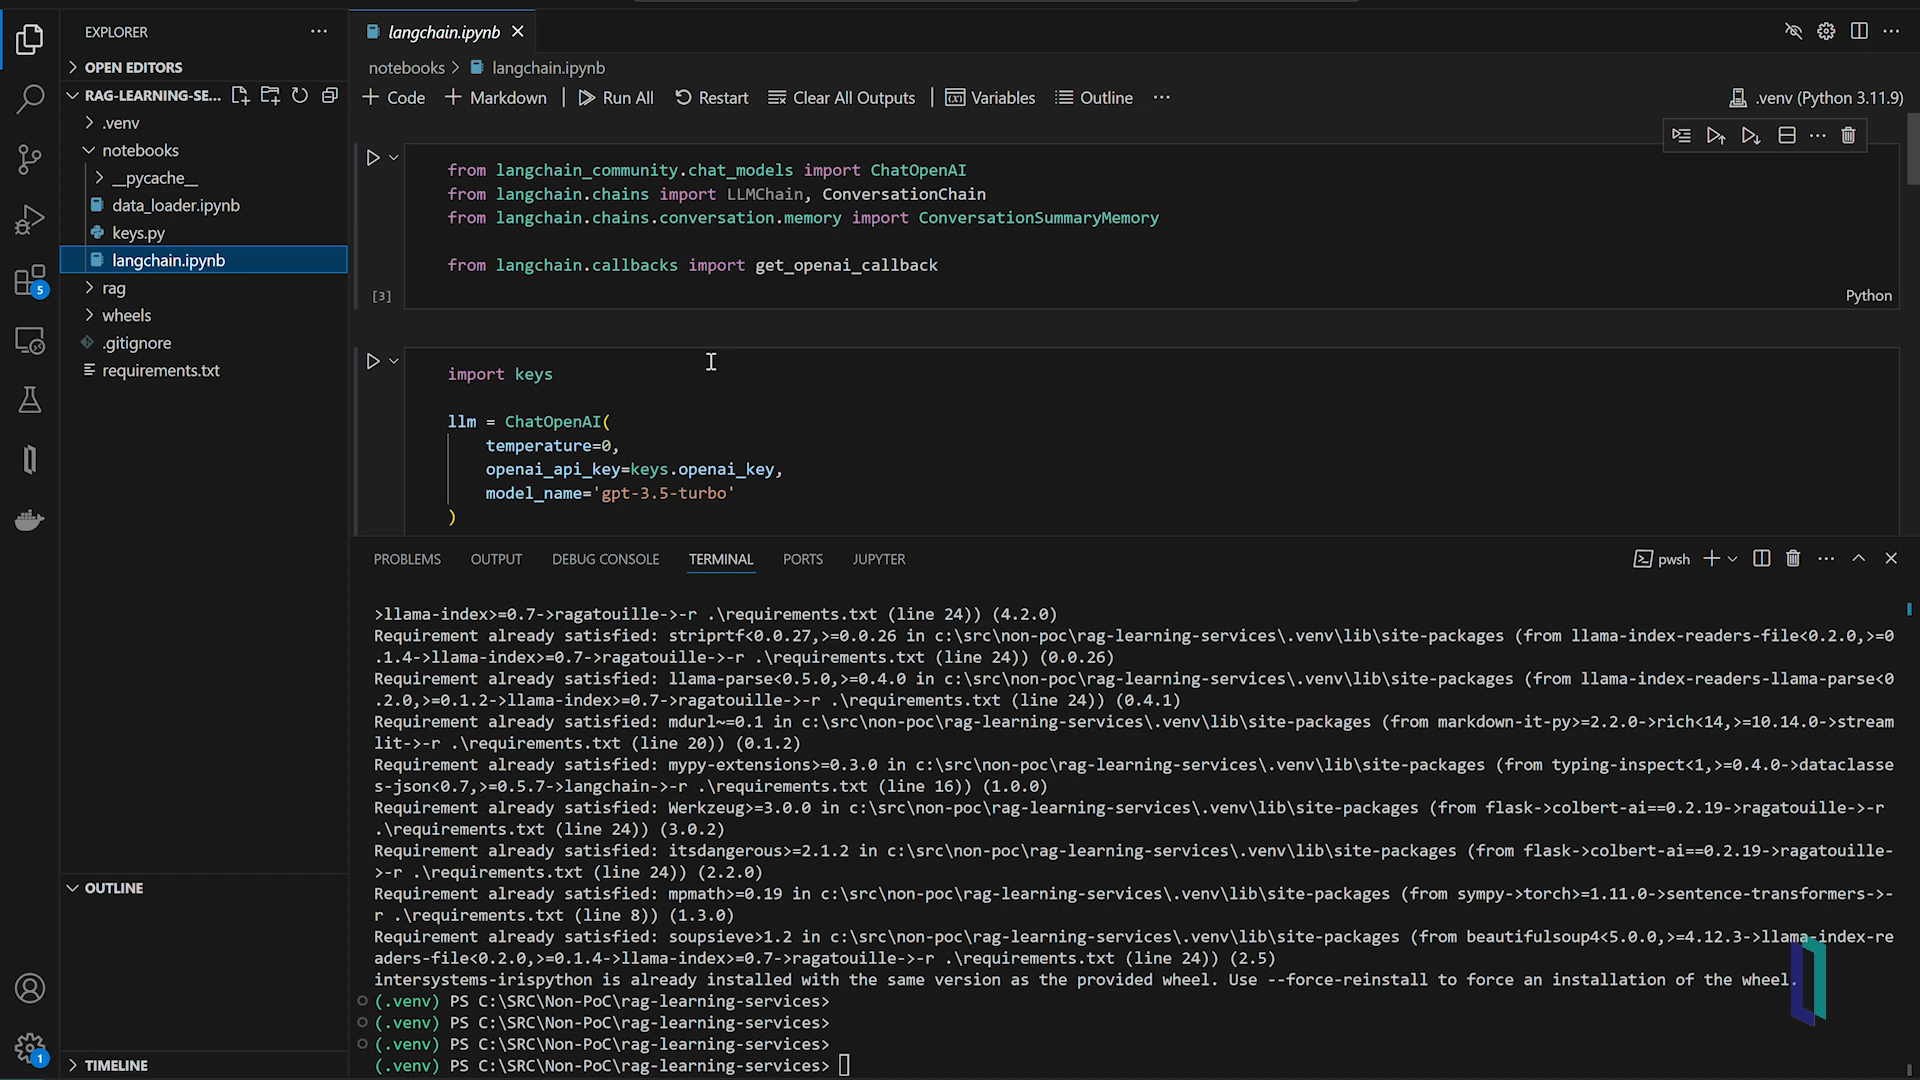 EXPLORER
OPEN EDITORS
RAG-LEARNING-SE...
.venv
notebooks
__pycache__
data_loader.ipynb
keys.py
langchain.ipynb
rag
wheels
.gitignore
requirements.txt
OUTLINE
TIMELINE
5
1
langchain.ipynb
notebooks > langchain.ipynb
Code Markdown Run All Restart Clear All Outputs Variables Outline ...
.venv (Python 3.11.9)
from langchain_community.chat_models import ChatOpenAI
from langchain.chains import LLMChain, ConversationChain
from langchain.chains.conversation.memory import ConversationSummaryMemory
from langchain.callbacks import get_openai_callback
[3]
Python
import keys
llm = ChatOpenAI(
temperature=0,
openai_api_key=keys.openai_key,
model_name='gpt-3.5-turbo'
)
PROBLEMS OUTPUT DEBUG CONSOLE TERMINAL PORTS JUPYTER
pwsh
>llama-index>=0.7->ragatouille->-r .\requirements.txt (line 24)) (4.2.0)
Requirement already satisfied: striprtf<0.0.27,>=0.0.26 in c:\src\non-poc\rag-learning-services\.venv\lib\site-packages (from llama-index-readers-file<0.2.0,>=0
.1.4->llama-index>=0.7->ragatouille->-r .\requirements.txt (line 24)) (0.0.26)
Requirement already satisfied: llama-parse<0.5.0,>=0.4.0 in c:\src\non-poc\rag-learning-services\.venv\lib\site-packages (from llama-index-readers-llama-parse<0
.2.0,>=0.1.2->llama-index>=0.7->ragatouille->-r .\requirements.txt (line 24)) (0.4.1)
Requirement already satisfied: mdurl~=0.1 in c:\src\non-poc\rag-learning-services\.venv\lib\site-packages (from markdown-it-py>=2.2.0->rich<14,>=10.14.0->stream
lit->-r .\requirements.txt (line 20)) (0.1.2)
Requirement already satisfied: mypy-extensions>=0.3.0 in c:\src\non-poc\rag-learning-services\.venv\lib\site-packages (from typing-inspect<1,>=0.4.0->dataclasse
s-json<0.7,>=0.5.7->langchain->-r .\requirements.txt (line 16)) (1.0.0)
Requirement already satisfied: Werkzeug>=3.0.0 in c:\src\non-poc\rag-learning-services\.venv\lib\site-packages (from flask->colbert-ai==0.2.19->ragatouille->-r
.\requirements.txt (line 24)) (3.0.2)
Requirement already satisfied: itsdangerous>=2.1.2 in c:\src\non-poc\rag-learning-services\.venv\lib\site-packages (from flask->colbert-ai==0.2.19->ragatouille-
>-r .\requirements.txt (line 24)) (2.2.0)
Requirement already satisfied: mpmath>=0.19 in c:\src\non-poc\rag-learning-services\.venv\lib\site-packages (from sympy->torch>=1.11.0->sentence-transformers->-
r .\requirements.txt (line 8)) (1.3.0)
Requirement already satisfied: soupsieve>1.2 in c:\src\non-poc\rag-learning-services\.venv\lib\site-packages (from beautifulsoup4<5.0.0,>=4.12.3->llama-index-re
aders-file<0.2.0,>=0.1.4->llama-index>=0.7->ragatouille->-r .\requirements.txt (line 24)) (2.5)
intersystems-irispython is already installed with the same version as the provided wheel. Use --force-reinstall to force an installation of the wheel.
(.venv) PS C:\SRC\Non-PoC\rag-learning-services>
(.venv) PS C:\SRC\Non-PoC\rag-learning-services>
(.venv) PS C:\SRC\Non-PoC\rag-learning-services>
(.venv) PS C:\SRC\Non-PoC\rag-learning-services>